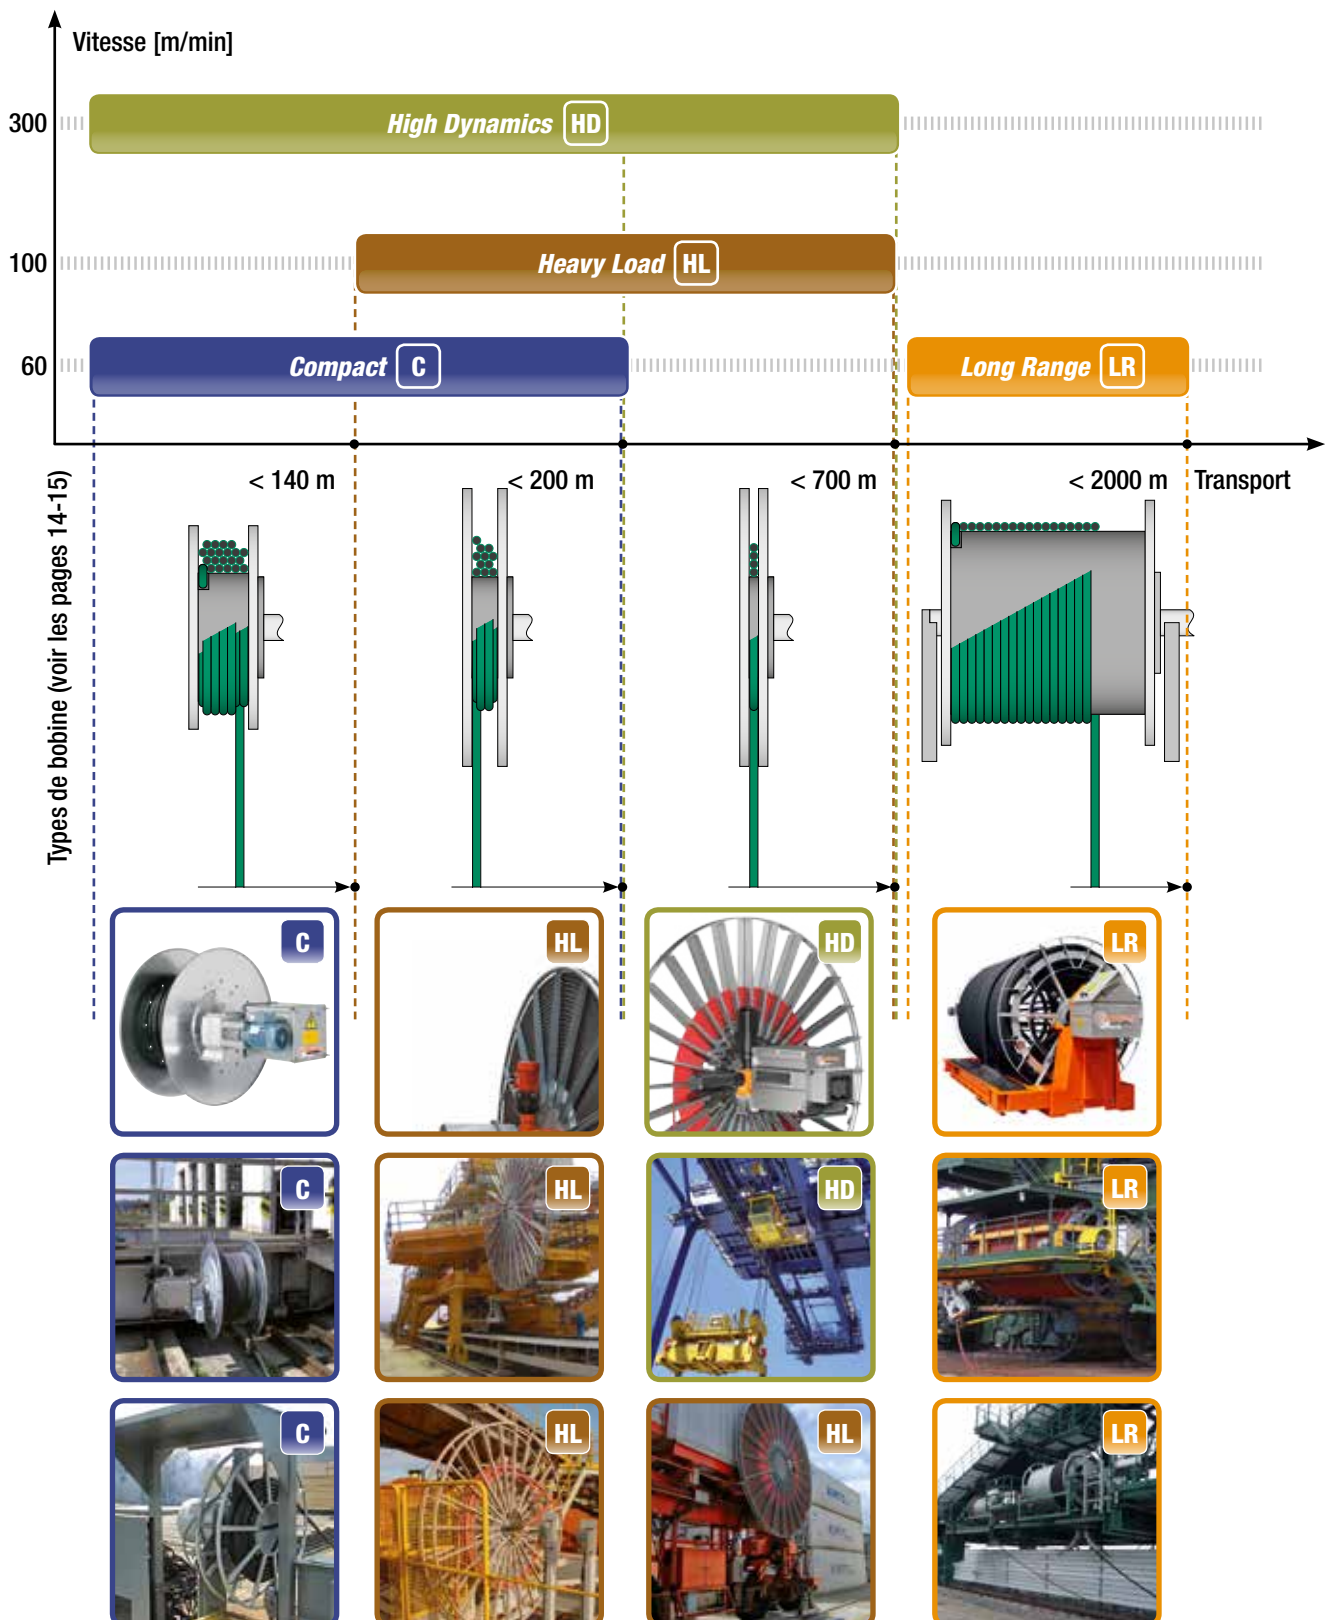 Vitesse [m/min]
300
High Dynamics HD
100
Heavy Load HL
60
Compact C
Long Range LR
< 140 m
< 200 m
< 700 m
< 2000 m
Transport
Types de bobine (voir les pages 14-15)
C
HL
HD
LR
C
HL
HD
LR
C
HL
HL
LR